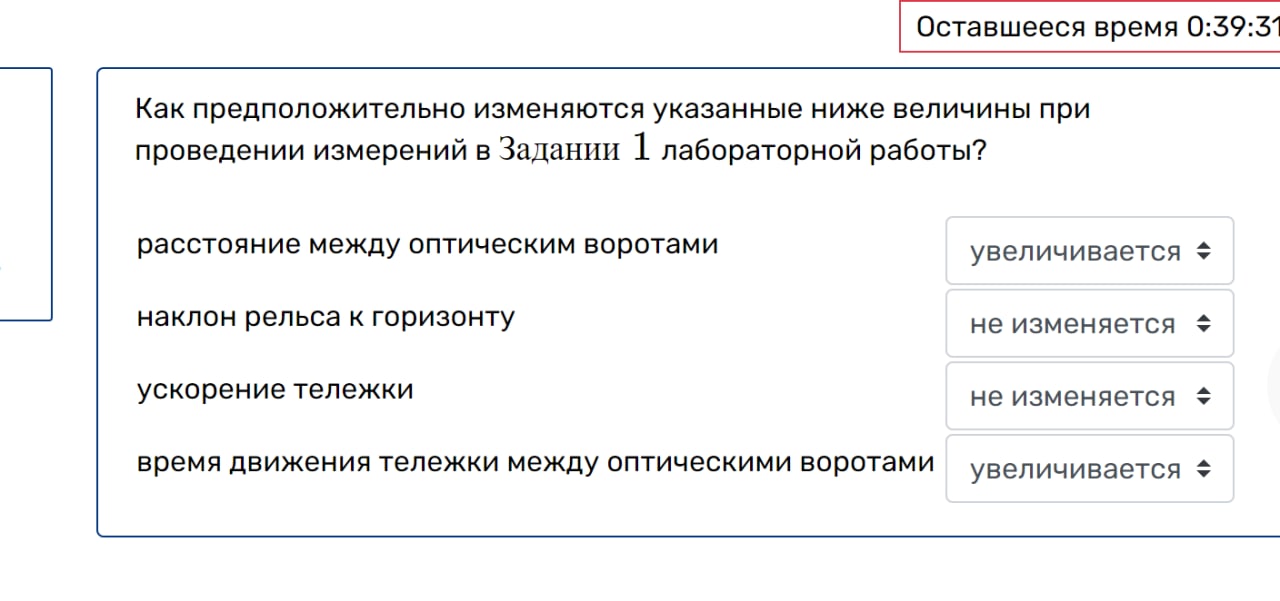 Оставшееся время 0:39:31
Как предположительно изменяются указанные ниже величины при
проведении измерений в Задании 1 лабораторной работы?
расстояние между оптическим воротами
увеличивается
наклон рельса к горизонту
не изменяется
ускорение тележки
не изменяется
время движения тележки между оптическими воротами
увеличивается